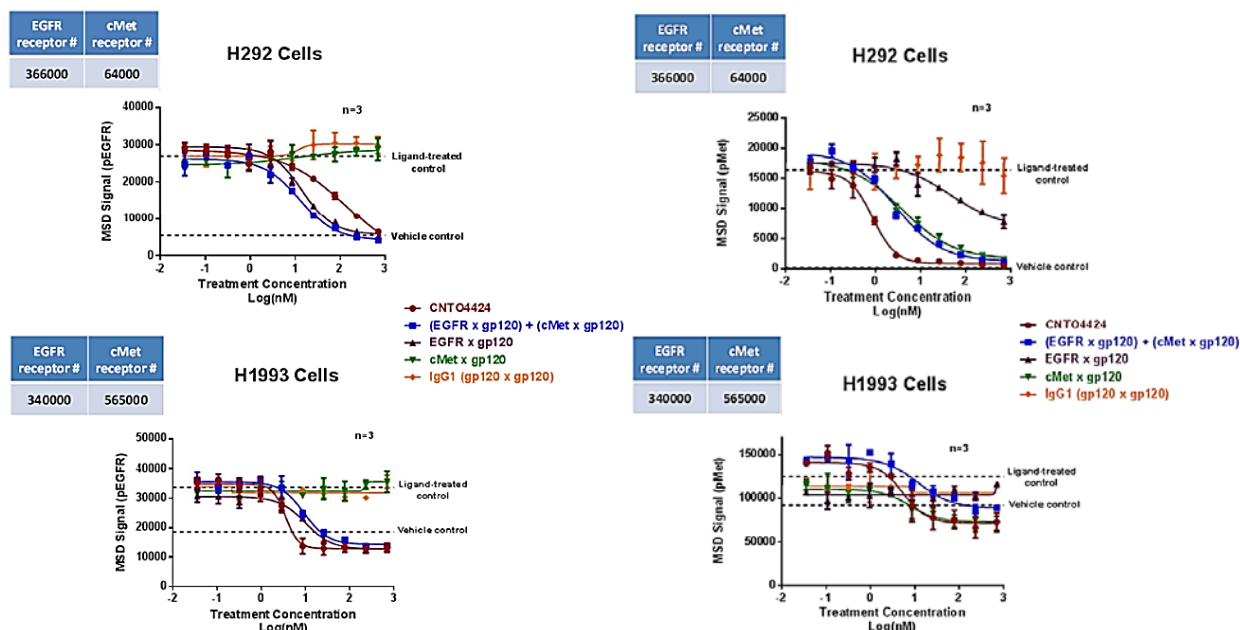 EGFR receptor #
cMet receptor #
366000
64000
H292 Cells
n=3
MSD Signal (pEGFR)
40000
30000
20000
10000
0
Ligand-treated
control
Vehicle control
-2
-1
0
1
2
3
Treatment Concentration
Log(nM)
EGFR receptor #
cMet receptor #
366000
64000
H292 Cells
n=3
MSD Signal (pMet)
25000
20000
15000
10000
5000
0
Ligand-treated
control
Vehicle control
-2
-1
0
1
2
3
Treatment Concentration
Log(nM)
CNTO4424
(EGFR x gp120) + (cMet x gp120)
EGFR x gp120
cMet x gp120
IgG1 (gp120 x gp120)
CNTO4424
(EGFR x gp120) + (cMet x gp120)
EGFR x gp120
cMet x gp120
IgG1 (gp120 x gp120)
EGFR receptor #
cMet receptor #
340000
565000
H1993 Cells
n=3
MSD Signal (pEGFR)
50000
40000
30000
20000
10000
0
Ligand-treated
control
Vehicle control
-2
-1
0
1
2
3
Treatment Concentration
Log(nM)
EGFR receptor #
cMet receptor #
340000
565000
H1993 Cells
n=3
MSD Signal (pMet)
150000
100000
50000
0
Ligand-treated
control
Vehicle control
-2
-1
0
1
2
3
Treatment Concentration
Log(nM)